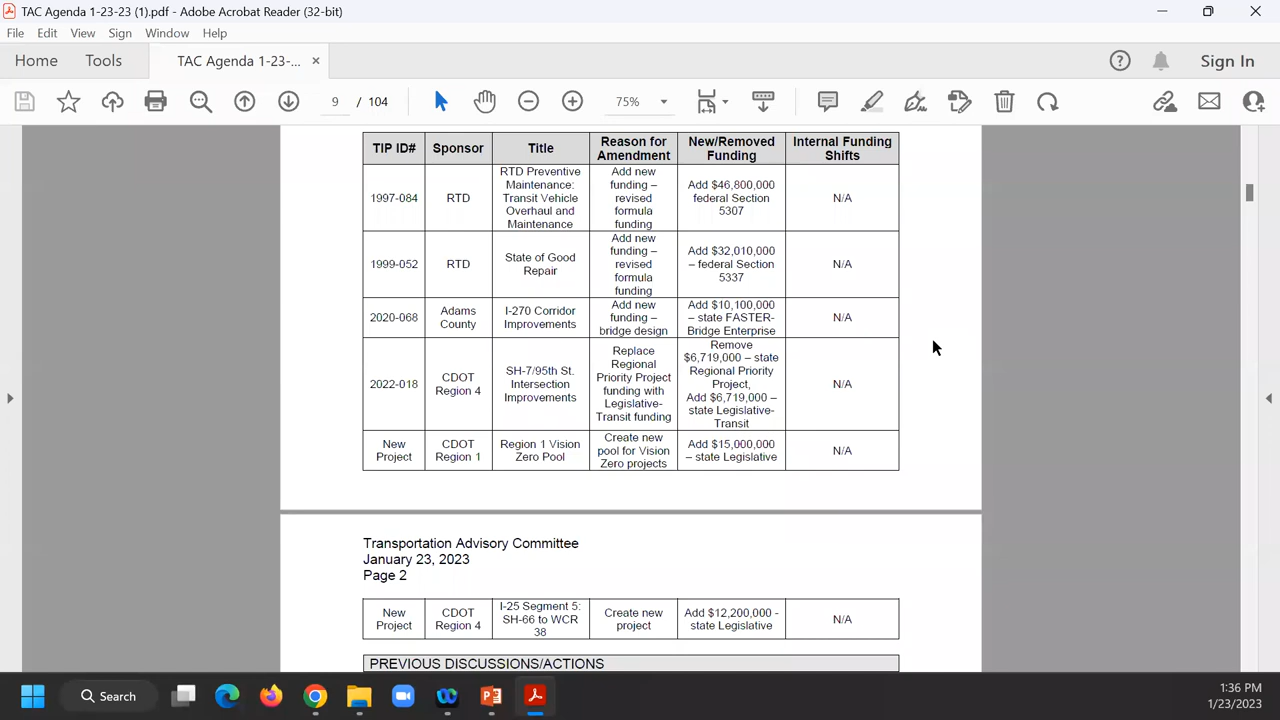 TAC Agenda 1-23-23 (1).pdf - Adobe Acrobat Reader (32-bit)
File Edit View Sign Window Help
Home Tools TAC Agenda 1-23-... × Sign In
9 / 104 75%
TIP ID# Sponsor Title Reason for Amendment New/Removed Funding Internal Funding Shifts
1997-084 RTD RTD Preventive Maintenance: Transit Vehicle Overhaul and Maintenance Add new funding – revised formula funding Add $46,800,000 federal Section 5307 N/A
1999-052 RTD State of Good Repair Add new funding – revised formula funding Add $32,010,000 – federal Section 5337 N/A
2020-068 Adams County I-270 Corridor Improvements Add new funding – bridge design Add $10,100,000 – state FASTER-Bridge Enterprise N/A
2022-018 CDOT Region 4 SH-7/95th St. Intersection Improvements Replace Regional Priority Project funding with Legislative-Transit funding Remove $6,719,000 – state Regional Priority Project, Add $6,719,000 – state Legislative-Transit N/A
New Project CDOT Region 1 Region 1 Vision Zero Pool Create new pool for Vision Zero projects Add $15,000,000 – state Legislative N/A
Transportation Advisory Committee
January 23, 2023
Page 2
New Project CDOT Region 4 I-25 Segment 5: SH-66 to WCR 38 Create new project Add $12,200,000 - state Legislative N/A
PREVIOUS DISCUSSIONS/ACTIONS
Search
1:36 PM
1/23/2023